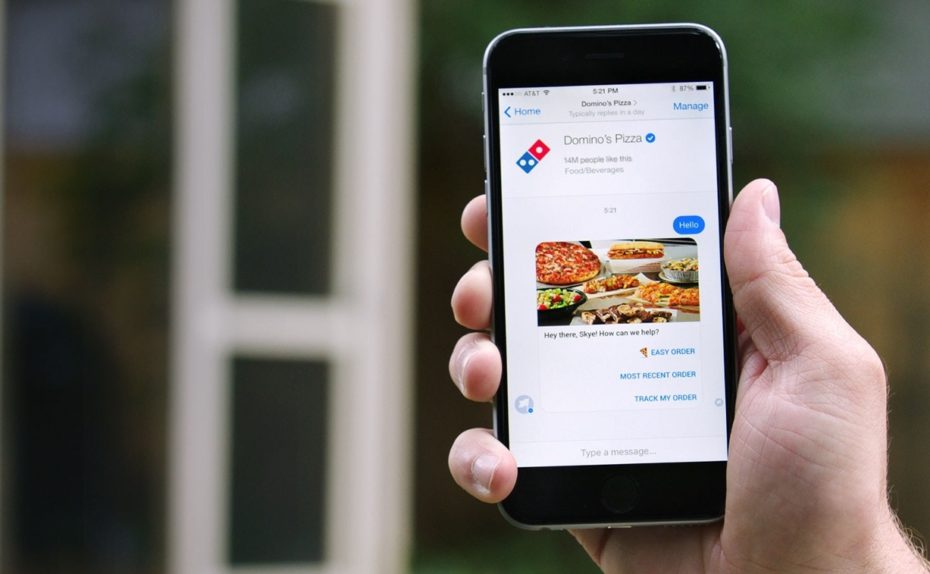 AT&T 5:21 PM 87%
Home Domino's Pizza Manage
Typically replies in a day
Domino's Pizza
14M people like this
Food/Beverages
5:21
Hello
Hey there, Skye! How can we help?
EASY ORDER
MOST RECENT ORDER
TRACK MY ORDER
Type a message...